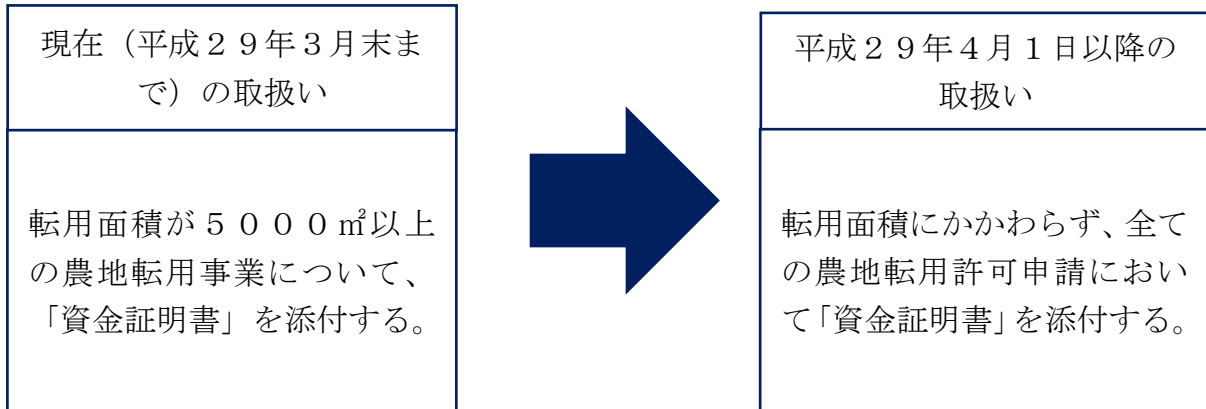 現在（平成２９年３月末ま
で）の取扱い
転用面積が５０００㎡以上
の農地転用事業について、
「資金証明書」を添付する。
平成２９年４月１日以降の
取扱い
転用面積にかかわらず、全て
の農地転用許可申請におい
て「資金証明書」を添付する。